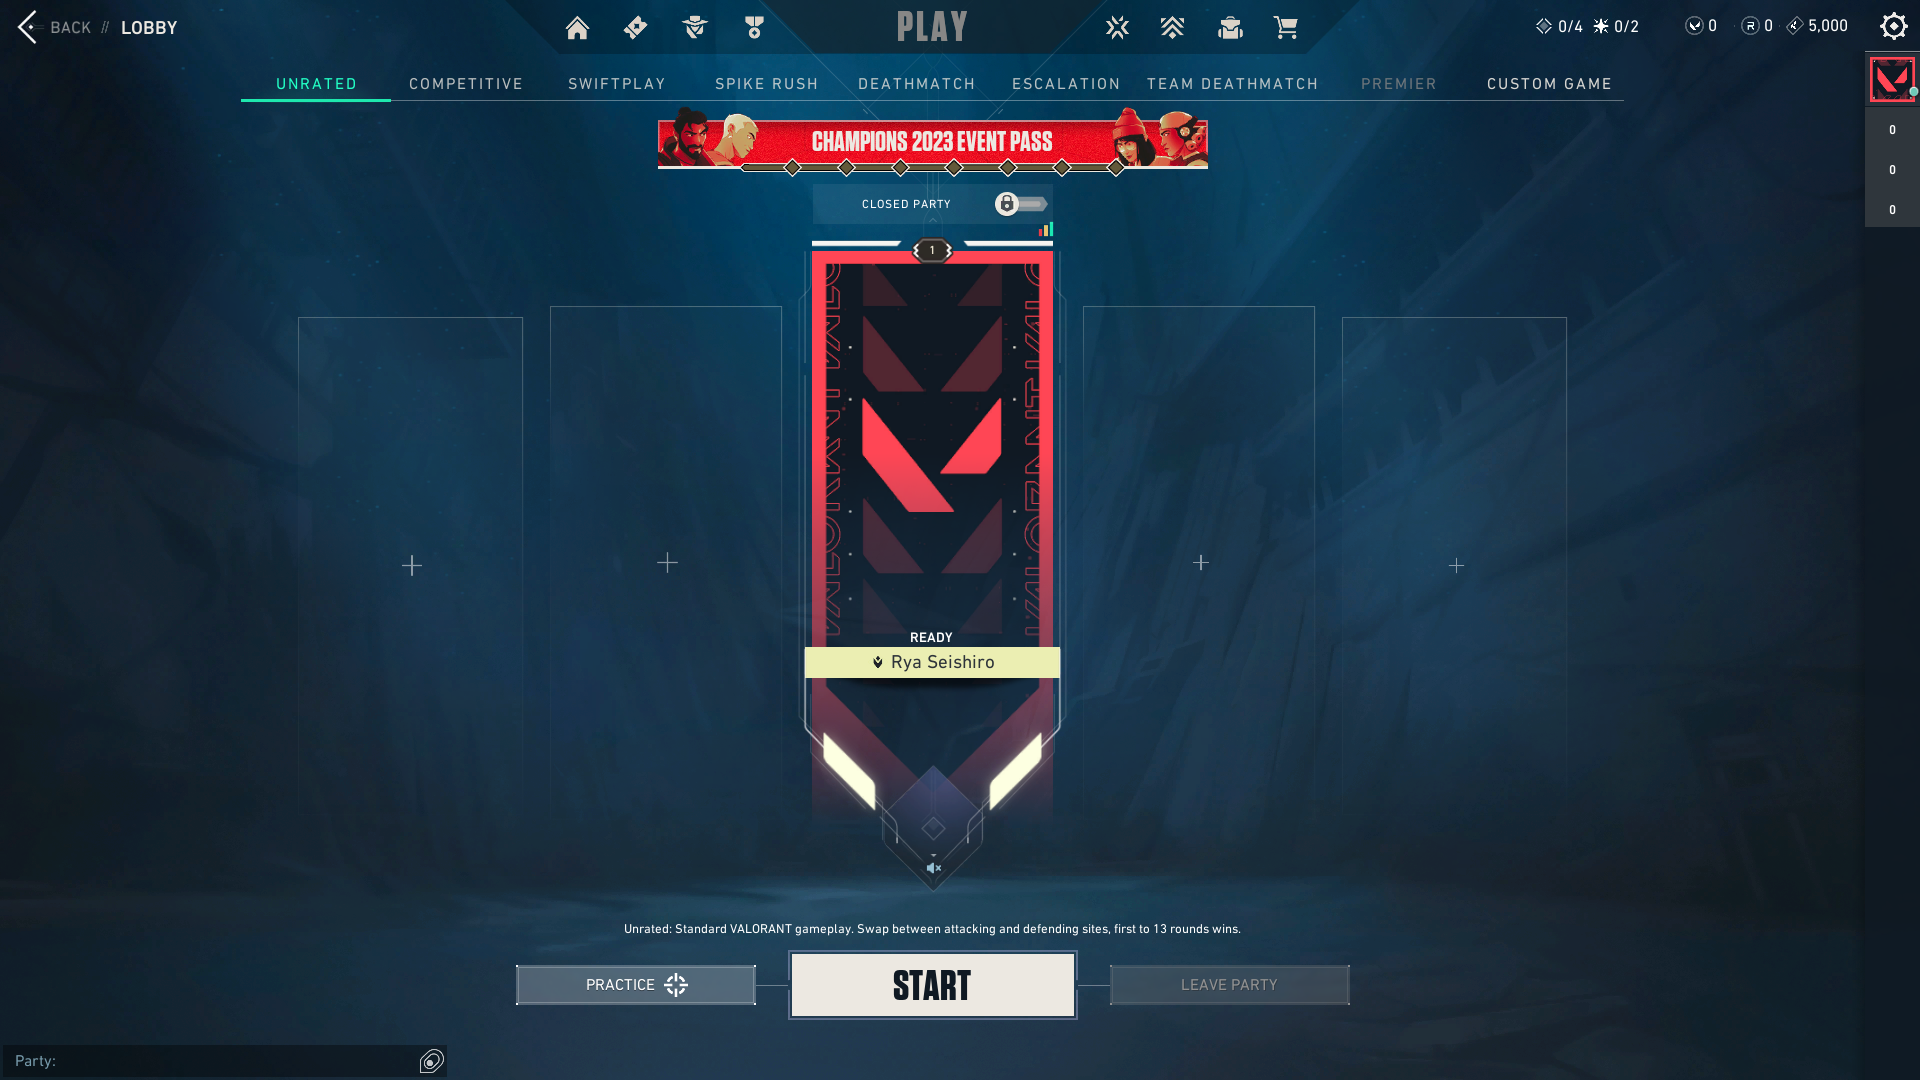 BACK // LOBBY
PLAY
0/4 0/2 0 R 0 5,000
UNRATED COMPETITIVE SWIFTPLAY SPIKE RUSH DEATHMATCH ESCALATION TEAM DEATHMATCH PREMIER CUSTOM GAME
CHAMPIONS 2023 EVENT PASS
0
0
0
CLOSED PARTY
1
READY
Rya Seishiro
Unrated: Standard VALORANT gameplay. Swap between attacking and defending sites, first to 13 rounds wins.
PRACTICE
START
LEAVE PARTY
Party: